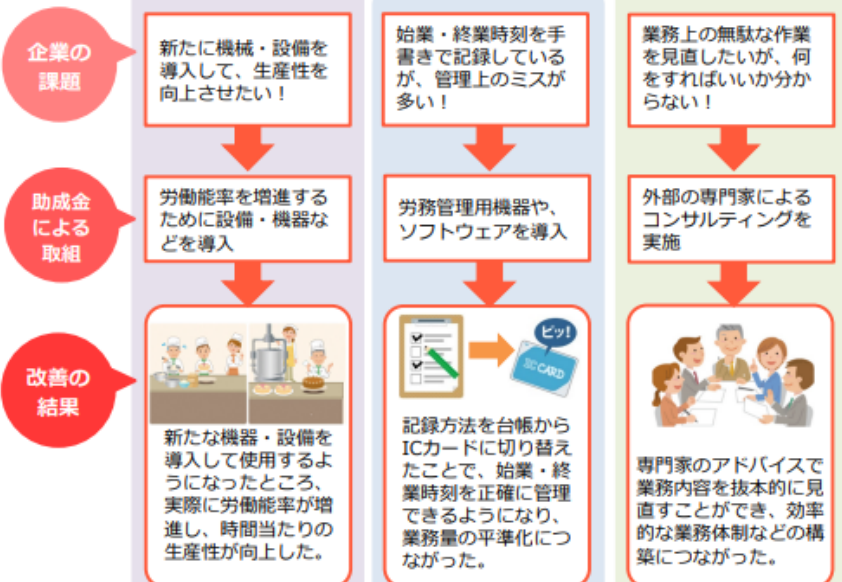 企業の
課題
新たに機械・設備を
導入して、生産性を
向上させたい！
始業・終業時刻を手
書きで記録している
が、管理上のミスが
多い！
業務上の無駄な作業
を見直したいが、何
をすればいいか分か
らない！
助成金
による
取組
労働能率を増進する
ために設備・機器な
どを導入
労務管理用機器や、
ソフトウェアを導入
外部の専門家による
コンサルティングを
実施
改善の
結果
新たな機器・設備を
導入して使用するよ
うになったところ、
実際に労働能率が増
進し、時間当たりの
生産性が向上した。
ピッ！
IC CARD
記録方法を台帳から
ICカードに切り替え
たことで、始業・終
業時刻を正確に管理
できるようになり、
業務量の平準化につ
ながった。
専門家のアドバイスで
業務内容を抜本的に見
直すことができ、効率
的な業務体制などの構
築につながった。